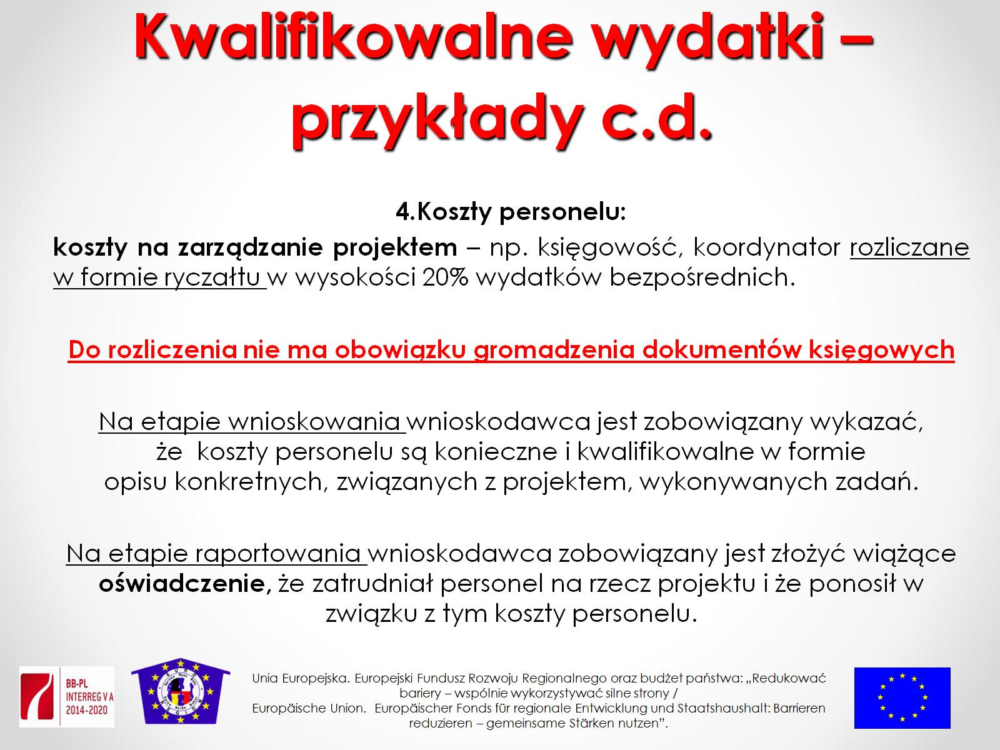 Kwalifikowalne wydatki –
przykłady c.d.
4.Koszty personelu:
koszty na zarządzanie projektem – np. księgowość, koordynator rozliczane
w formie ryczałtu w wysokości 20% wydatków bezpośrednich.
Do rozliczenia nie ma obowiązku gromadzenia dokumentów księgowych
Na etapie wnioskowania wnioskodawca jest zobowiązany wykazać,
że  koszty personelu są konieczne i kwalifikowalne w formie
opisu konkretnych, związanych z projektem, wykonywanych zadań.
Na etapie raportowania wnioskodawca zobowiązany jest złożyć wiążące
oświadczenie, że zatrudniał personel na rzecz projektu i że ponosił w
związku z tym koszty personelu.
BB-PL
INTERREG V A
2014-2020
EURO
REGION
Unia Europejska. Europejski Fundusz Rozwoju Regionalnego oraz budżet państwa: „Redukować
bariery – wspólnie wykorzystywać silne strony /
Europäische Union.  Europäischer Fonds für regionale Entwicklung und Staatshaushalt: Barrieren
reduzieren – gemeinsame Stärken nutzen”.